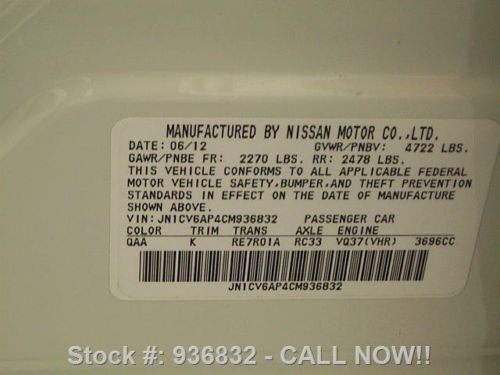 MANUFACTURED BY NISSAN MOTOR CO.,LTD.
DATE: 06/12 GVWR/PNBV: 4722 LBS.
GAWR/PNBE FR: 2270 LBS. RR: 2478 LBS.
THIS VEHICLE CONFORMS TO ALL APPLICABLE FEDERAL
MOTOR VEHICLE SAFETY,BUMPER,AND THEFT PREVENTION
STANDARDS IN EFFECT ON THE DATE OF MANUFACTURE
SHOWN ABOVE.
VIN: JN1CV6AP4CM936832 PASSENGER CAR
COLOR TRIM TRANS AXLE ENGINE
QAA K RE7R01A RC33 VQ37(VHR) 3696CC
JN1CV6AP4CM936832
Stock #: 936832 - CALL NOW!!